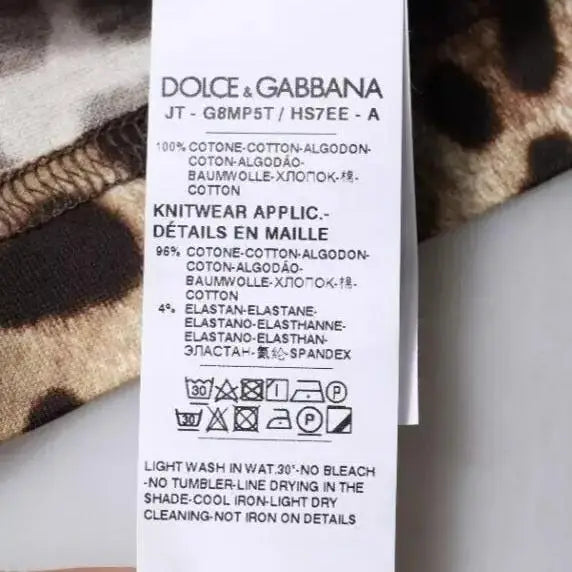 DOLCE & GABBANA
JT - G8MP5T / HS7EE - A
100% COTONE-COTTON-ALGODON-
COTON-ALGODÃO-
BAUMWOLLE-ХЛОПОК-棉-
COTTON
KNITWEAR APPLIC.-
DÉTAILS EN MAILLE
96% COTONE-COTTON-ALGODON-
COTON-ALGODÃO-
BAUMWOLLE-ХЛОПОК-棉-
COTTON
4% ELASTAN-ELASTANE-
ELASTANO-ELASTHANNE-
ELASTANO-ELASTHAN-
ЭЛАСТАН-氨纶-SPANDEX
30 P
30 P
LIGHT WASH IN WAT.30°-NO BLEACH
-NO TUMBLER-LINE DRYING IN THE
SHADE-COOL IRON-LIGHT DRY
CLEANING-NOT IRON ON DETAILS